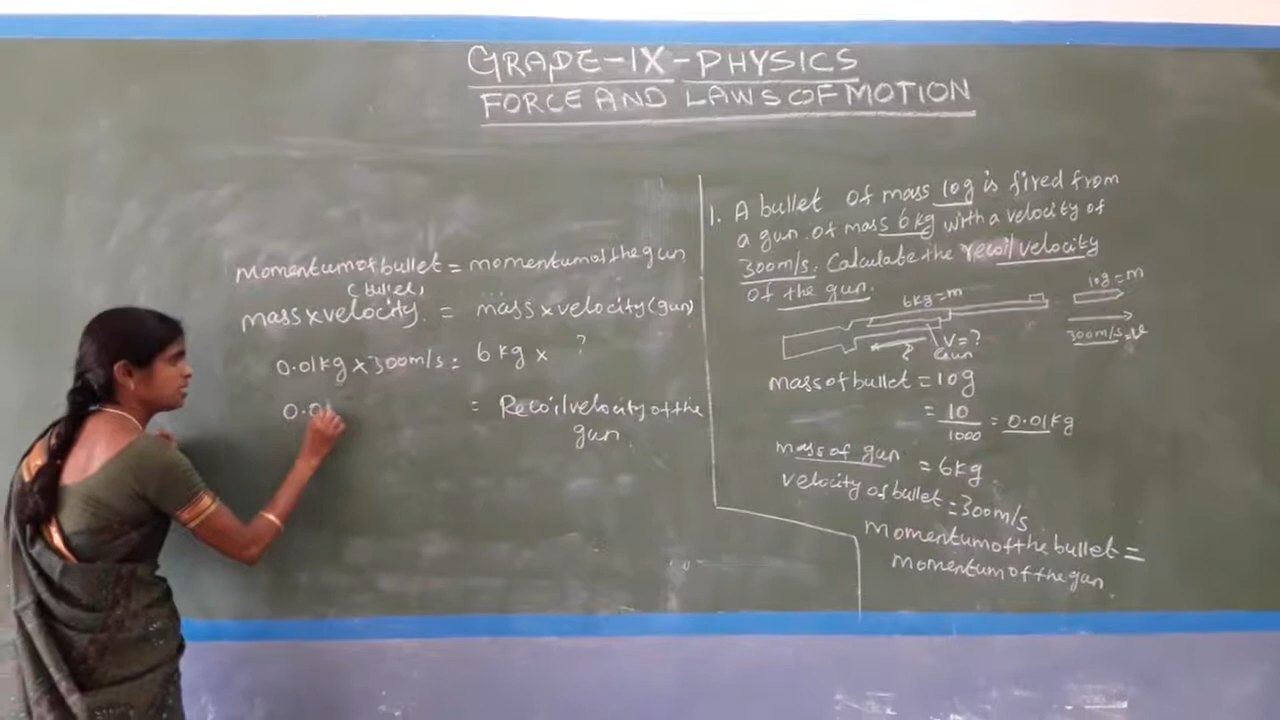 GRADE-IX-PHYSICS
FORCE AND LAWS OF MOTION
momentum of bullet = momentum of the gun
(bullet)
mass x velocity = mass x velocity (gun)
0.01kg x 300m/s = 6 kg x ?
0.0
= Recoil velocity of the
gun.
1. A bullet of mass 10g is fired from
a gun of mass 6kg with a velocity of
300m/s. Calculate the recoil velocity
of the gun.
6kg = m
10g = m
300m/s = v
V = ?
Gun
?
mass of bullet = 10g
= 10/1000 = 0.01kg
mass of gun = 6kg
velocity of bullet = 300m/s
momentum of the bullet =
momentum of the gun.